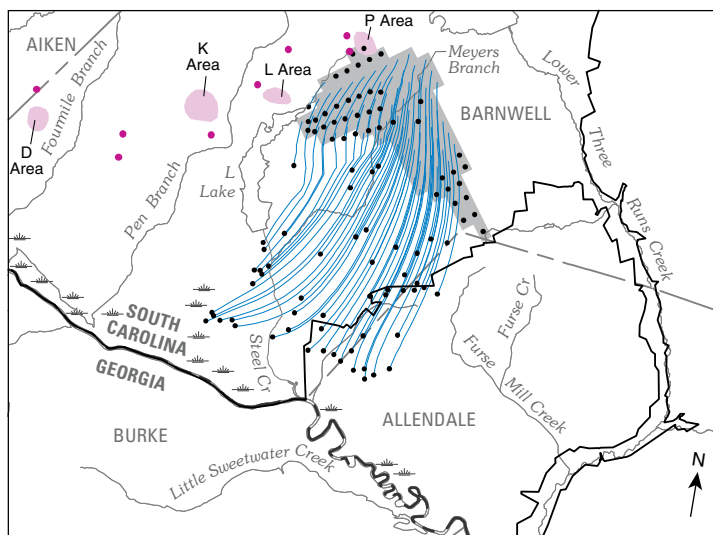 P Area
AIKEN
K
Area
Meyers
Branch
Lower
Fourmile Branch
L Area
BARNWELL
D
Area
Three
L
Lake
Pen Branch
Runs
Creek
SOUTH
CAROLINA
Furse Cr
GEORGIA
Steel Cr
Furse
Mill Creek
ALLENDALE
BURKE
Little Sweetwater Creek
N